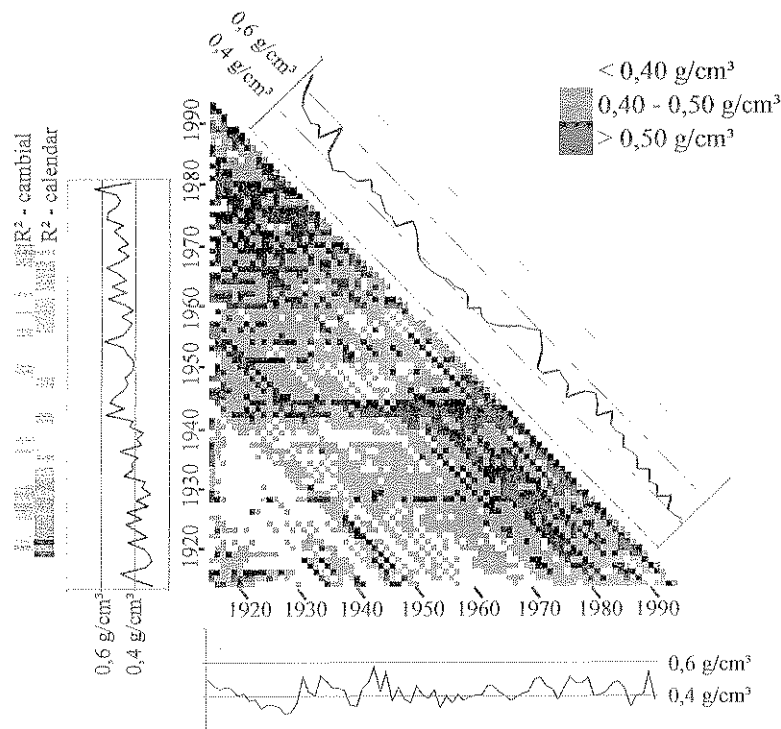 0,6 g/cm³
0,4 g/cm³
< 0,40 g/cm³
0,40 - 0,50 g/cm³
> 0,50 g/cm³
R² - cambial
R² - calendar
1990
1980
1970
1960
1950
1940
1930
1920
1920
1930
1940
1950
1960
1970
1980
1990
0,6 g/cm³
0,4 g/cm³
0,6 g/cm³
0,4 g/cm³